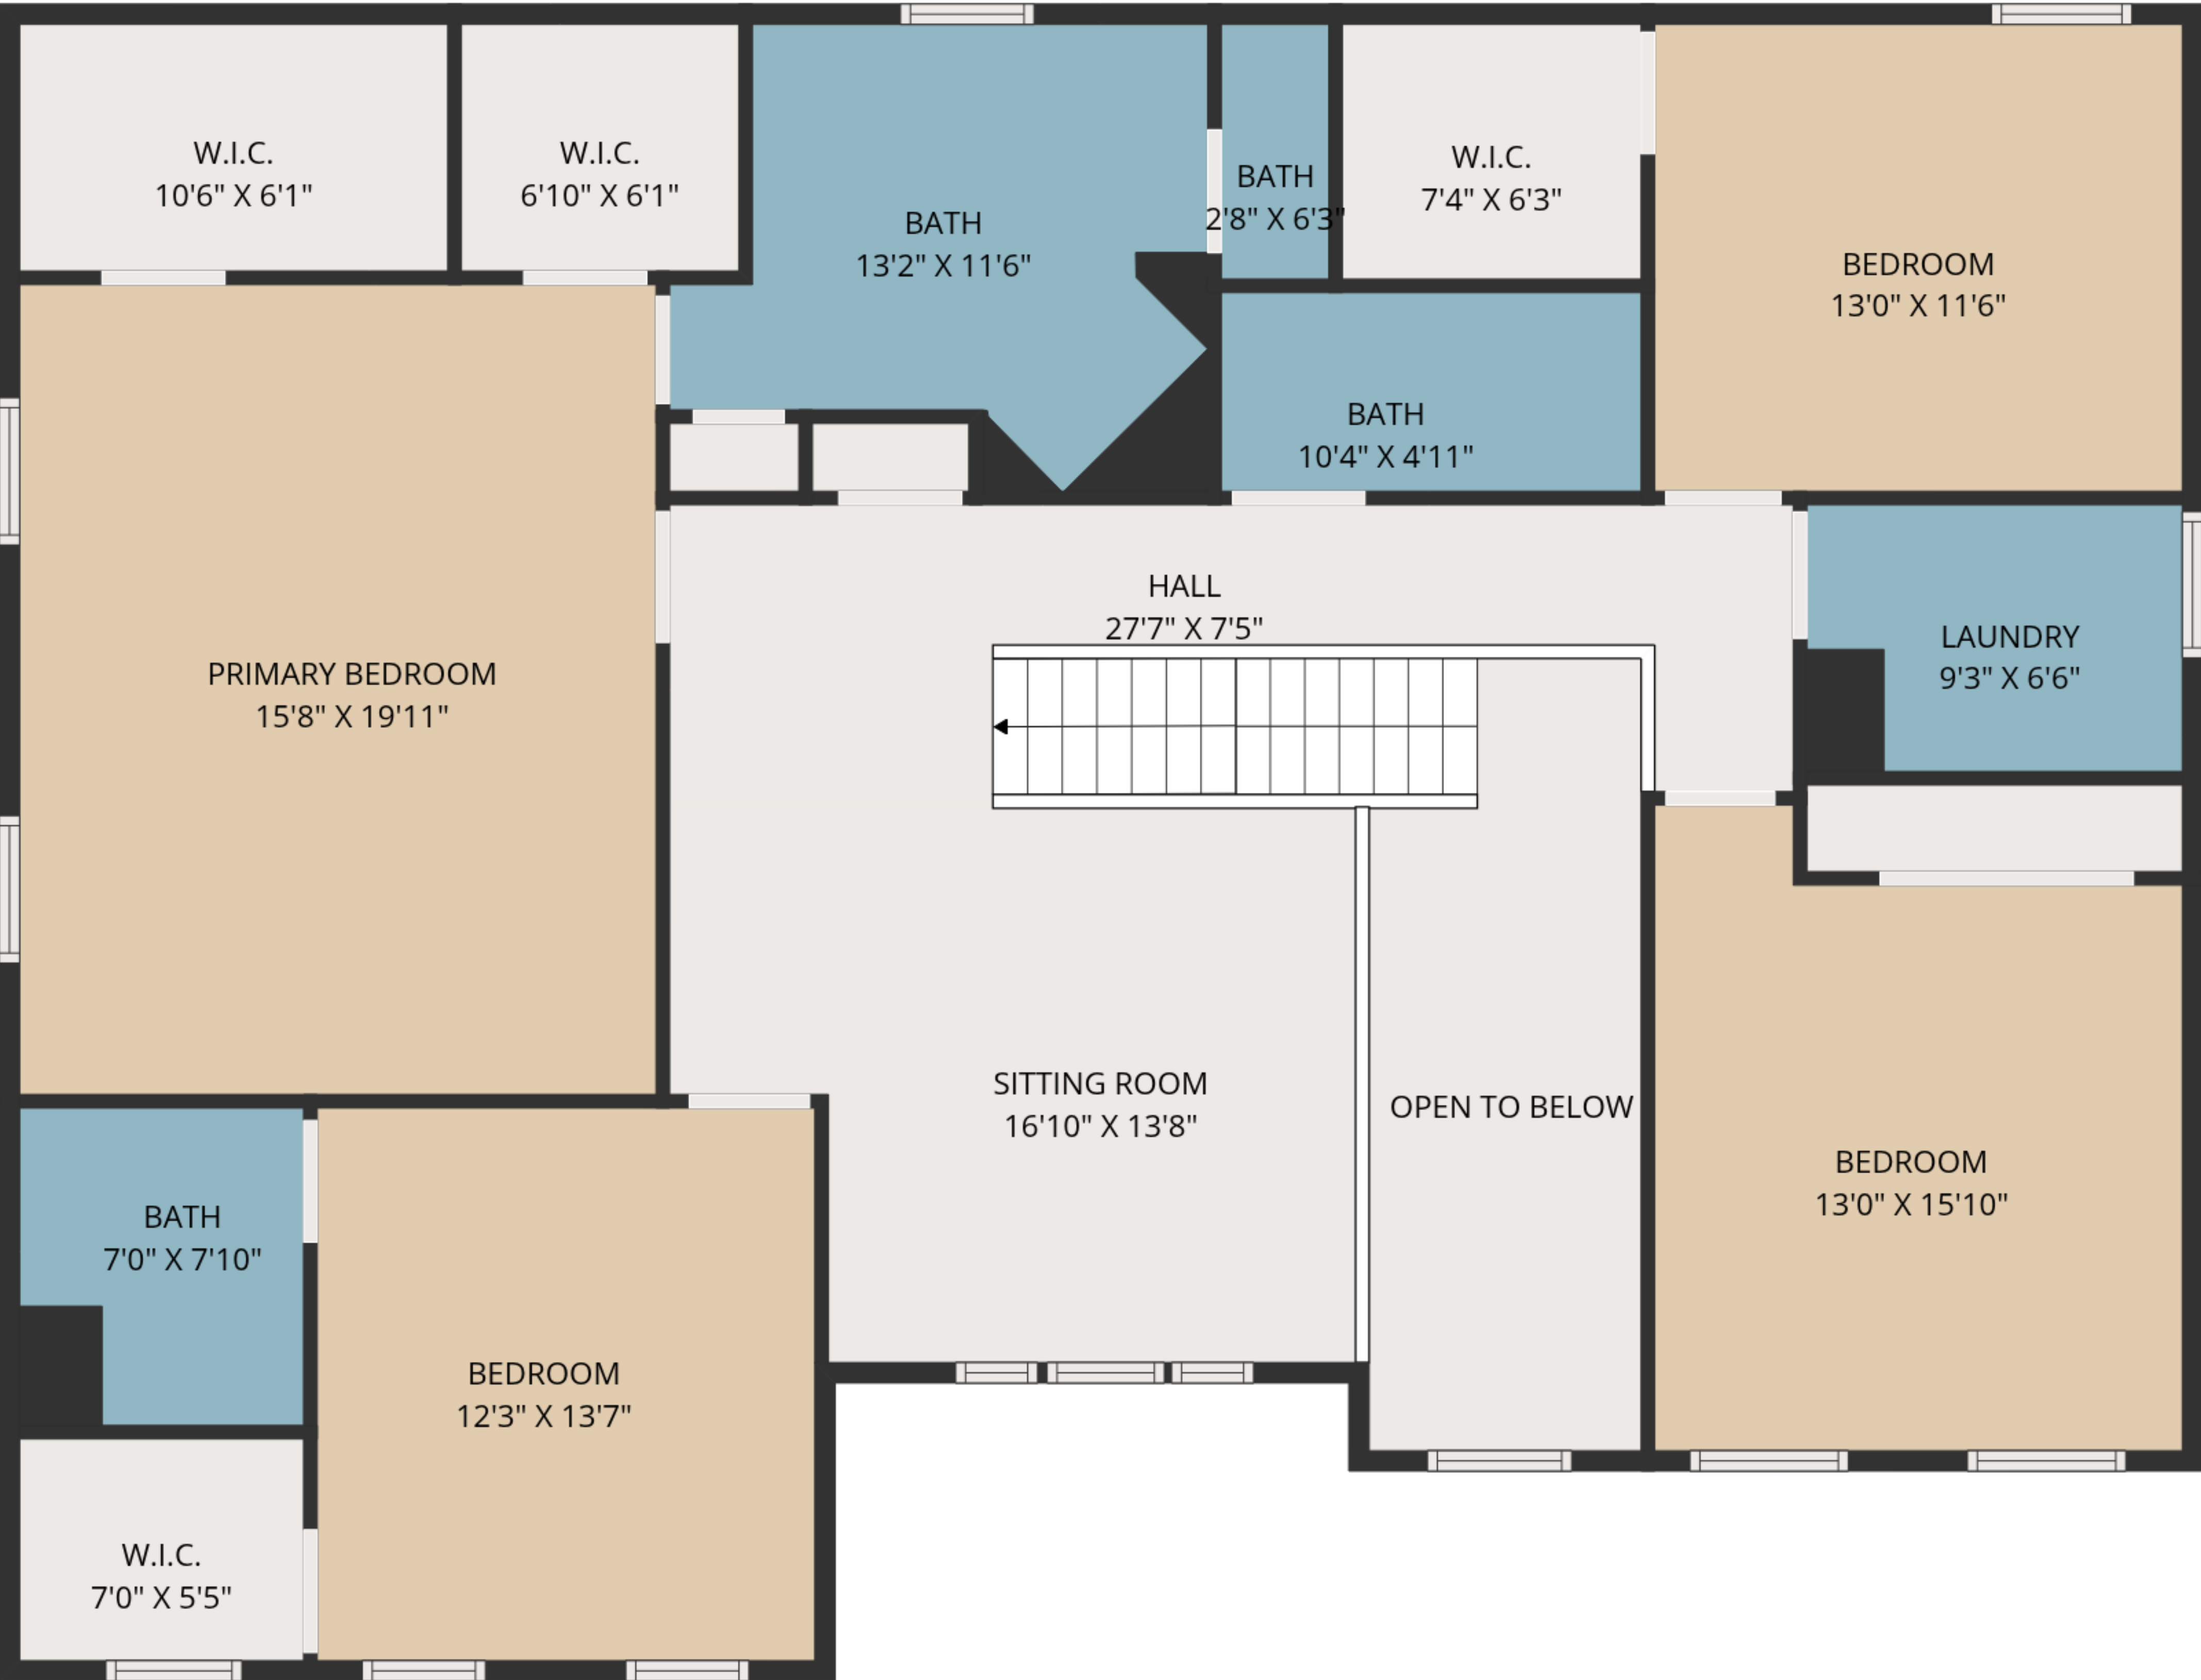 W.I.C.
10'6" X 6'1"
W.I.C.
6'10" X 6'1"
BATH
13'2" X 11'6"
BATH
2'8" X 6'3"
W.I.C.
7'4" X 6'3"
BEDROOM
13'0" X 11'6"
BATH
10'4" X 4'11"
HALL
27'7" X 7'5"
LAUNDRY
9'3" X 6'6"
PRIMARY BEDROOM
15'8" X 19'11"
SITTING ROOM
16'10" X 13'8"
OPEN TO BELOW
BEDROOM
13'0" X 15'10"
BATH
7'0" X 7'10"
BEDROOM
12'3" X 13'7"
W.I.C.
7'0" X 5'5"